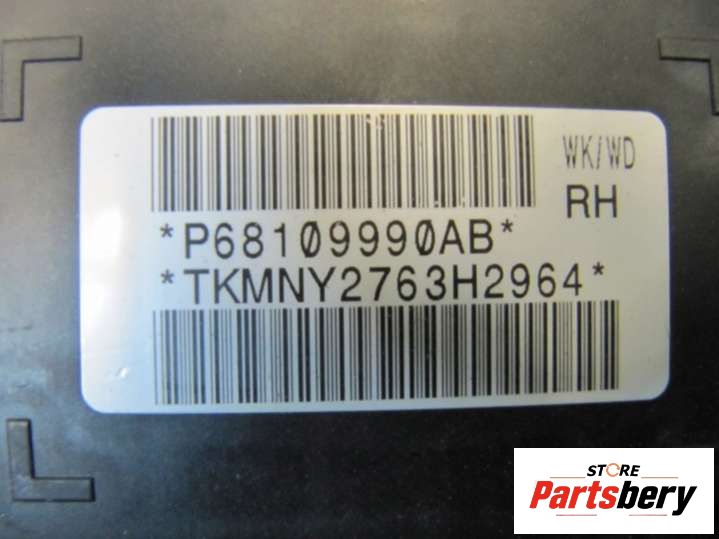 WK/WD
RH
*P68109990AB*
*TKMNY2763H2964*
STORE
Partsbery